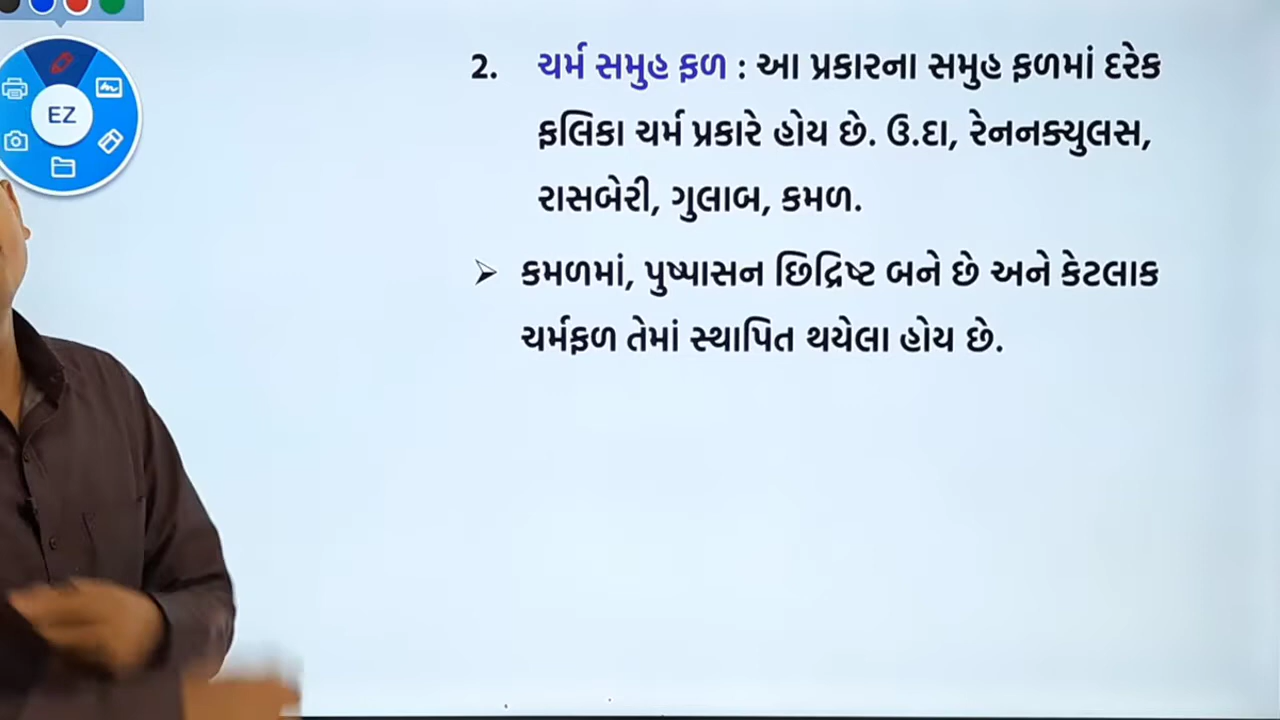 EZ
2. ચર્મ સમુહ ફળ : આ પ્રકારના સમુહ ફળમાં દરેક
ફલિકા ચર્મ પ્રકારે હોય છે. ઉ.દા, રેનનક્યુલસ,
રાસબેરી, ગુલાબ, કમળ.
➢ કમળમાં, પુષ્પાસન છિદ્રિષ્ટ બને છે અને કેટલાક
ચર્મફળ તેમાં સ્થાપિત થયેલા હોય છે.